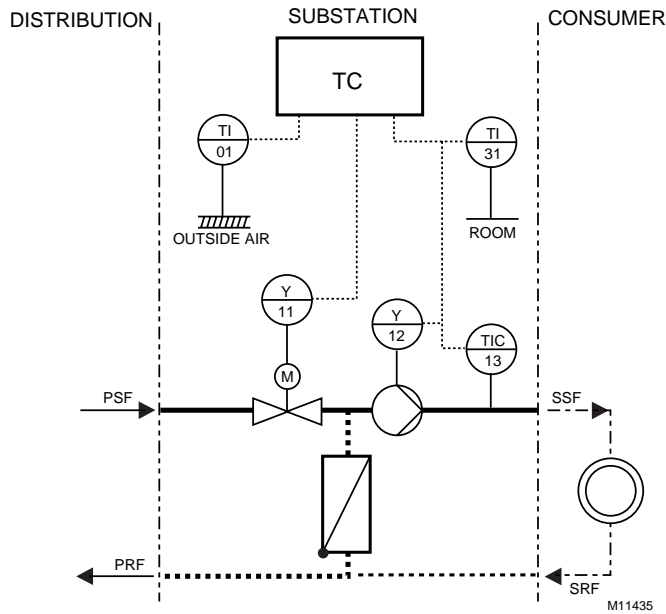 DISTRIBUTION
SUBSTATION
CONSUMER
TC
TI
01
TI
31
OUTSIDE AIR
ROOM
Y
11
Y
12
TIC
13
M
PSF
SSF
PRF
SRF
M11435